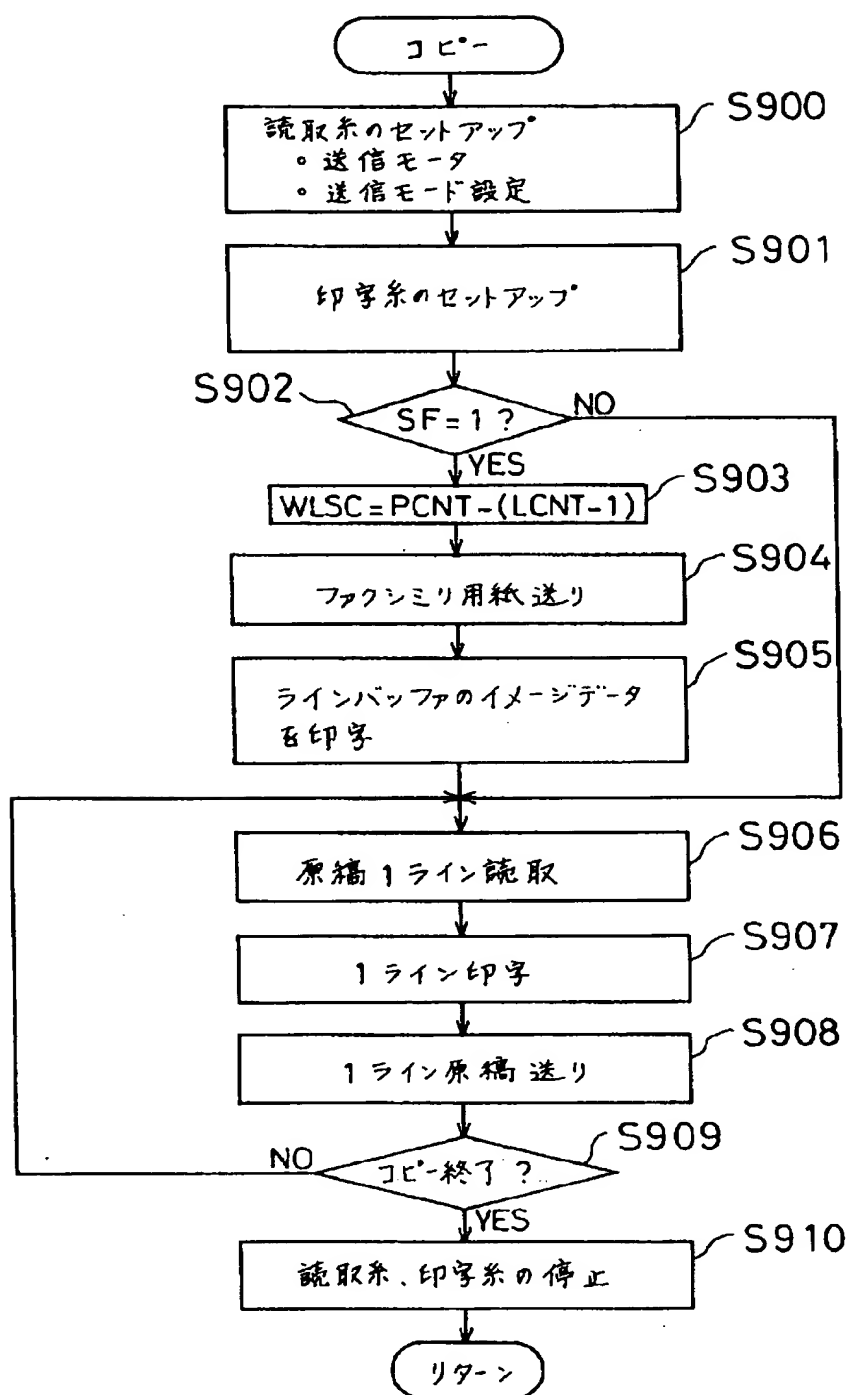 コピー
S900
読取系のセットアップ
○ 送信モータ
○ 送信モード設定
S901
印字系のセットアップ
S902
SF=1?
NO
YES
S903
WLSC=PCNT-(LCNT-1)
S904
ファクシミリ用紙送り
S905
ラインバッファのイメージデータ
を印字
S906
原稿1ライン読取
S907
1ライン印字
S908
1ライン原稿送り
S909
NO
コピー終了?
YES
S910
読取系、印字系の停止
リターン